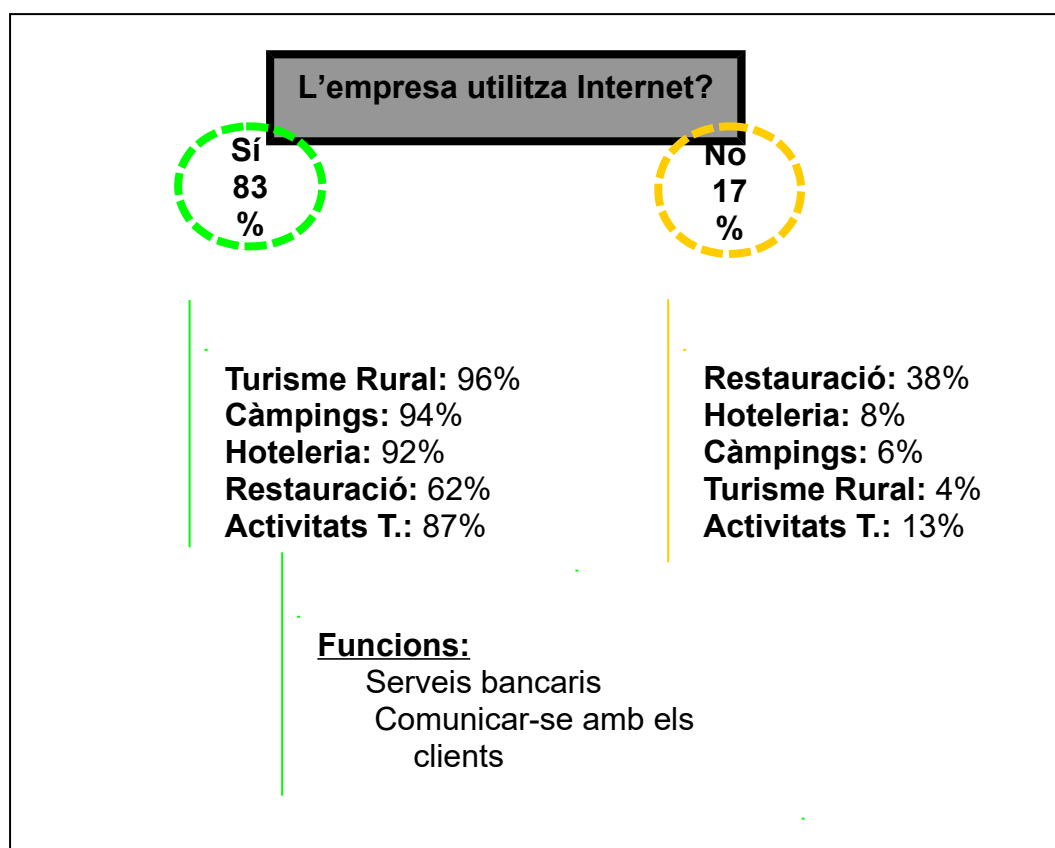 L’empresa utilitza Internet?
Sí
83
%
No
17
%
Turisme Rural: 96%
Càmpings: 94%
Hoteleria: 92%
Restauració: 62%
Activitats T.: 87%
Restauració: 38%
Hoteleria: 8%
Càmpings: 6%
Turisme Rural: 4%
Activitats T.: 13%
Funcions:
Serveis bancaris
Comunicar-se amb els
clients